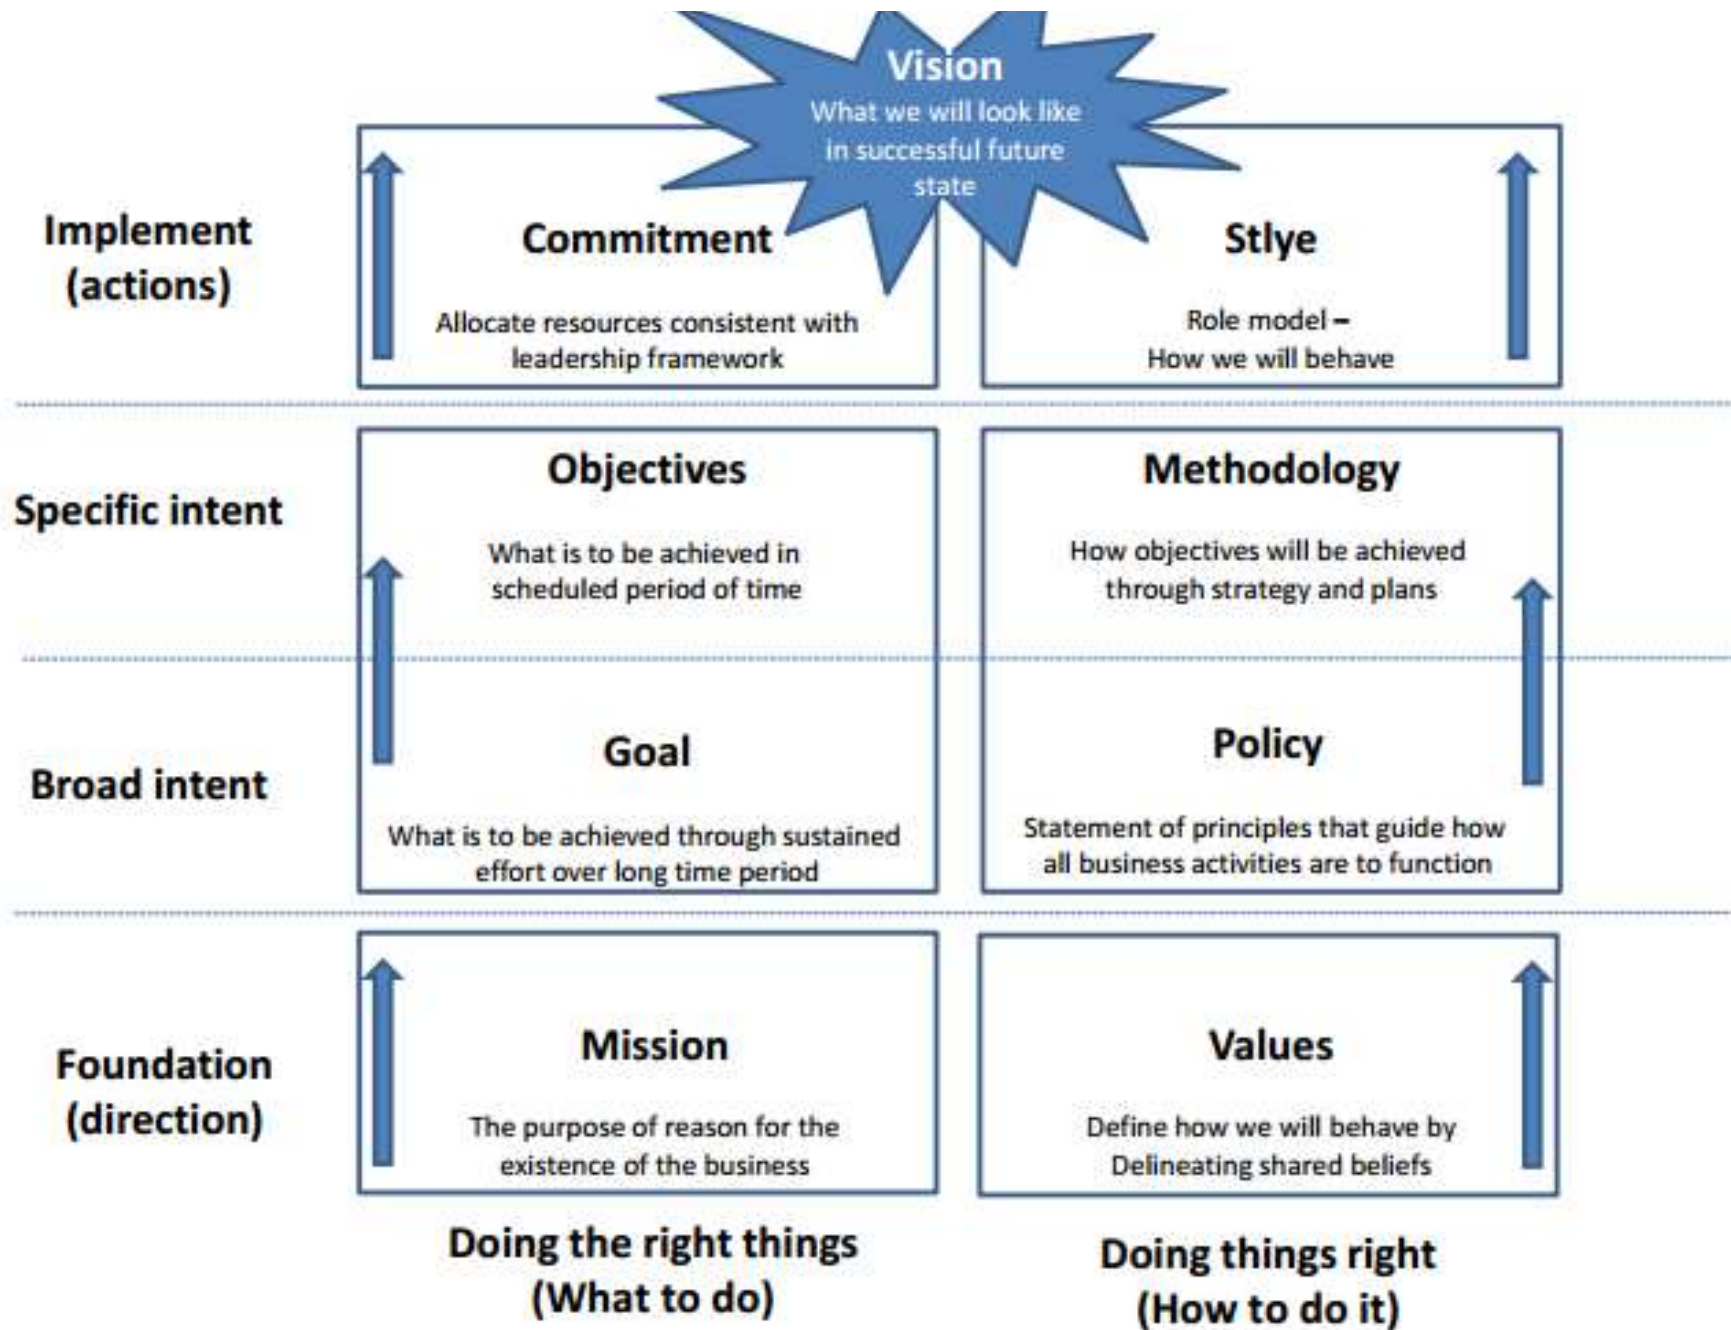 Vision
What we will look like
in successful future
state
Implement
(actions)
Commitment
Allocate resources consistent with
leadership framework
Stlye
Role model –
How we will behave
Specific intent
Objectives
What is to be achieved in
scheduled period of time
Methodology
How objectives will be achieved
through strategy and plans
Broad intent
Goal
What is to be achieved through sustained
effort over long time period
Policy
Statement of principles that guide how
all business activities are to function
Foundation
(direction)
Mission
The purpose of reason for the
existence of the business
Values
Define how we will behave by
Delineating shared beliefs
Doing the right things
(What to do)
Doing things right
(How to do it)